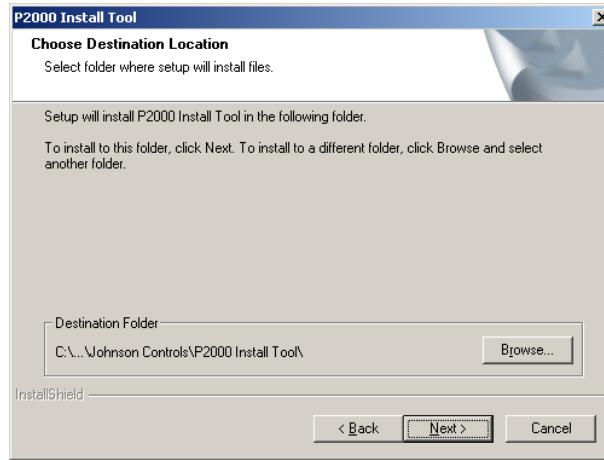 P2000 Install Tool
Choose Destination Location
Select folder where setup will install files.
Setup will install P2000 Install Tool in the following folder.
To install to this folder, click Next. To install to a different folder, click Browse and select
another folder.
Destination Folder
C:\...\Johnson Controls\P2000 Install Tool\
Browse...
InstallShield
< Back
Next >
Cancel